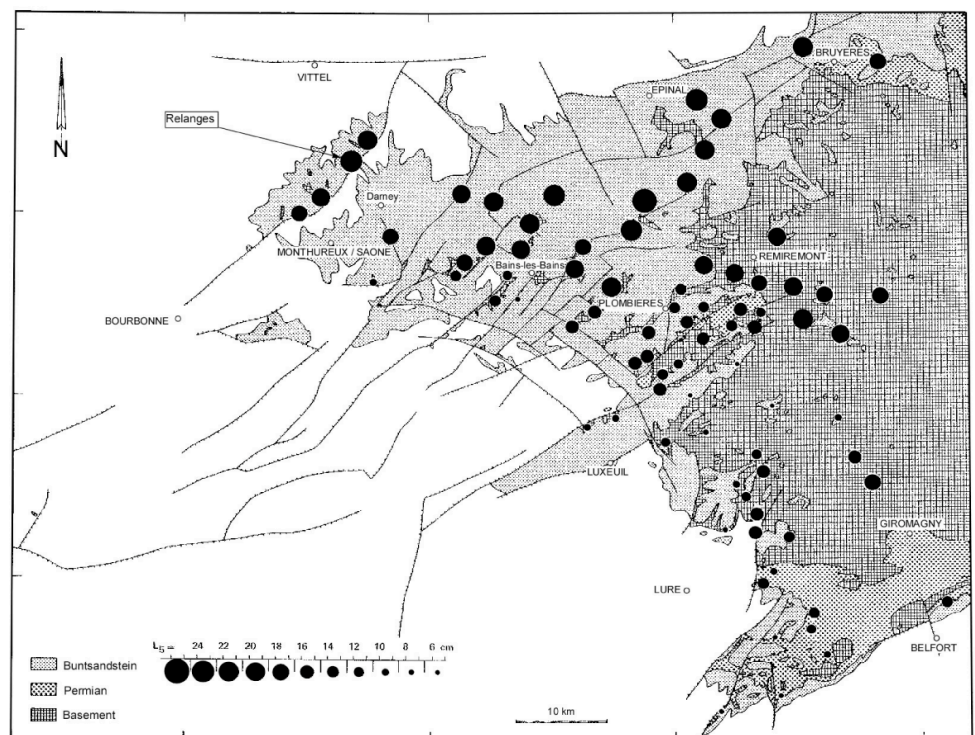 BRUYERES
VITTEL
EPINAL
Relanges
N
Darney
MONTHUREUX / SAONE
REMIREMONT
Bains-les-Bains
PLOMBIERES
BOURBONNE
LUXEUIL
GIROMAGNY
LURE
BELFORT
L5 = 24 22 20 18 16 14 12 10 8 6 cm
Buntsandstein
Permian
Basement
10 km